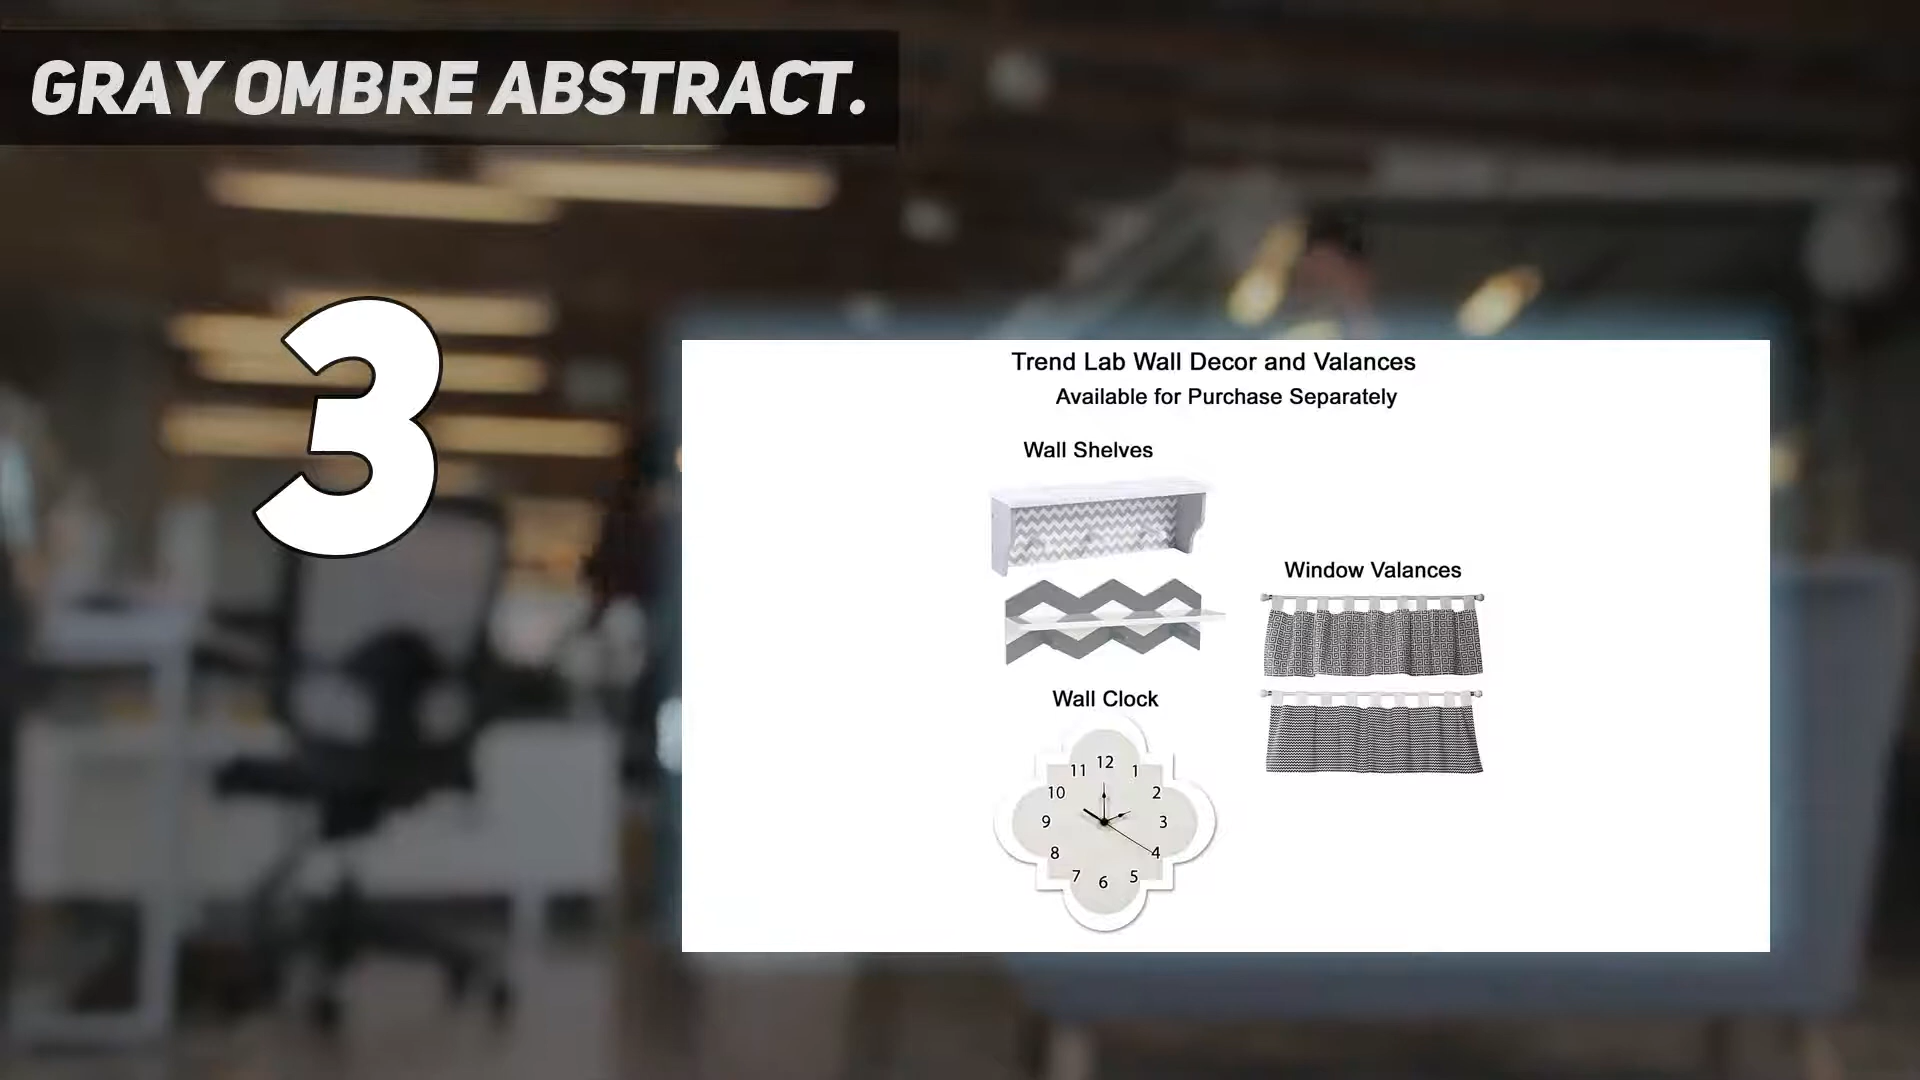 GRAY OMBRE ABSTRACT.
3
Trend Lab Wall Decor and Valances
Available for Purchase Separately
Wall Shelves
Window Valances
Wall Clock
12
11 1
10 2
9 3
8 4
7 5
6